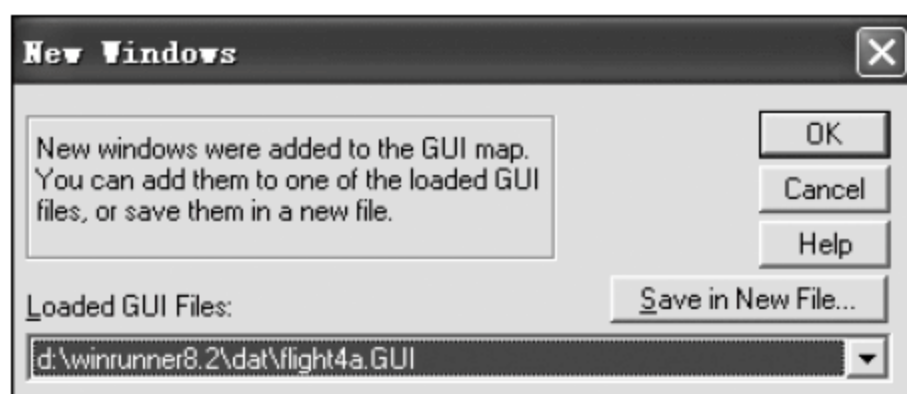 New Windows
New windows were added to the GUI map.
You can add them to one of the loaded GUI
files, or save them in a new file.
OK
Cancel
Help
Save in New File...
Loaded GUI Files:
d:\winrunner8.2\dat\flight4a.GUI